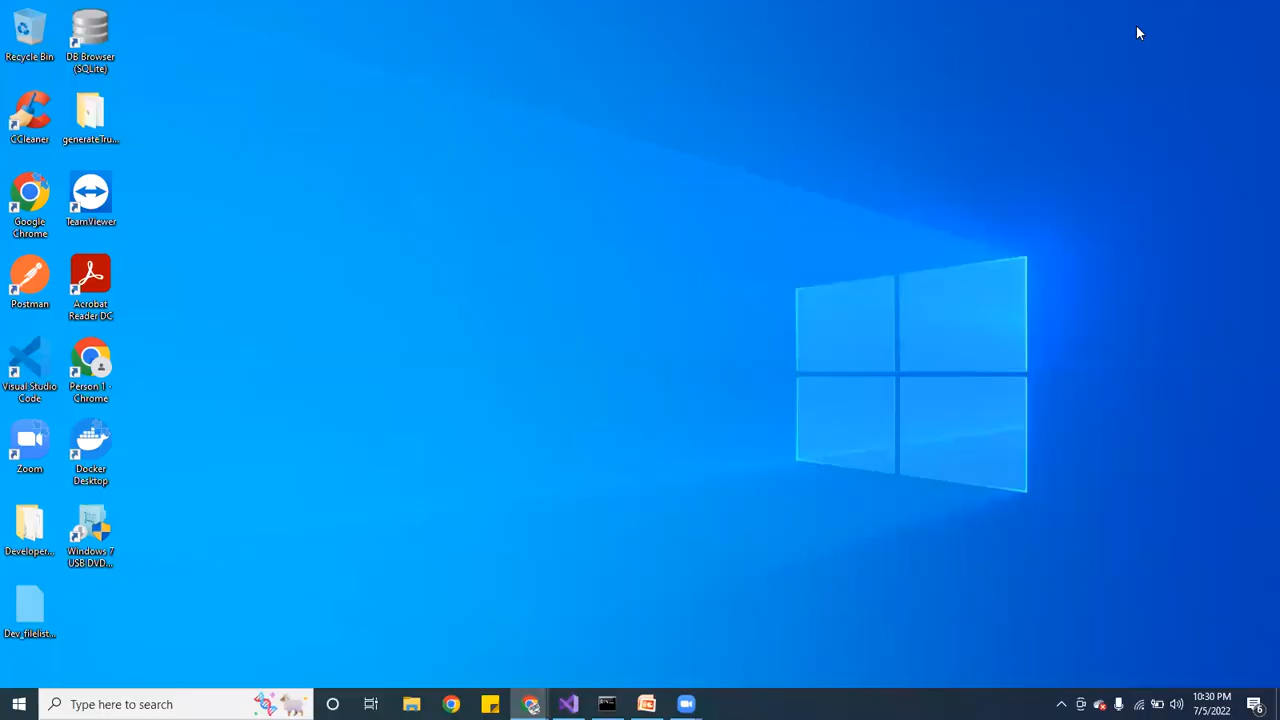 Recycle Bin
DB Browser
(SQLite)
CCleaner
generateTru...
Google
Chrome
TeamViewer
Postman
Acrobat
Reader DC
Visual Studio
Code
Person 1 -
Chrome
Zoom
Docker
Desktop
Developer...
Windows 7
USB DVD...
Dev_filelist...
Type here to search
10:30 PM
7/5/2022
6